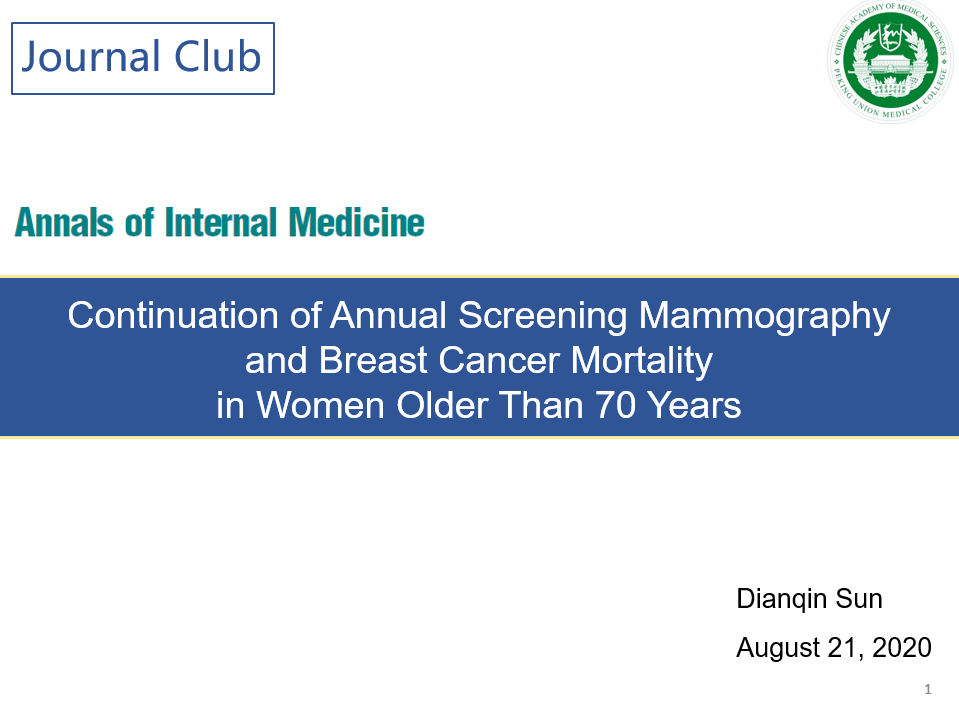 Journal Club
CHINESE ACADEMY OF MEDICAL SCIENCES
PEKING UNION MEDICAL COLLEGE
Annals of Internal Medicine
Continuation of Annual Screening Mammography
and Breast Cancer Mortality
in Women Older Than 70 Years
Dianqin Sun
August 21, 2020
1